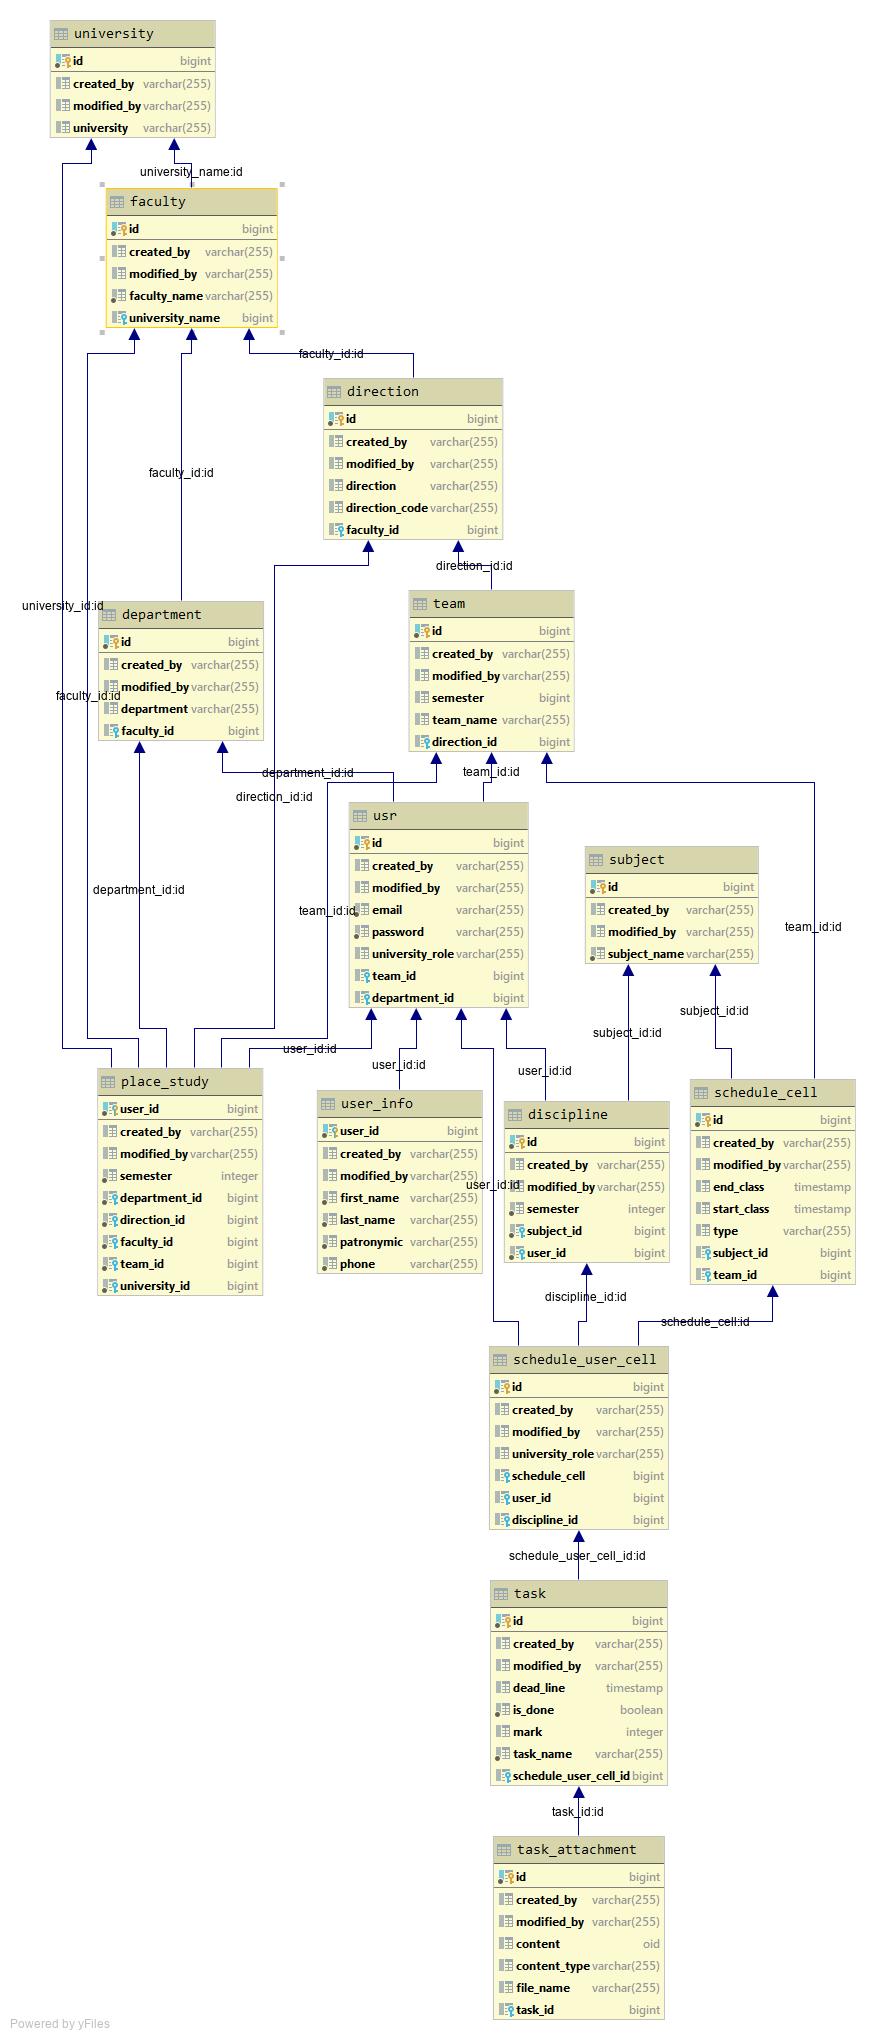 university
id bigint
created_by varchar(255)
modified_by varchar(255)
university varchar(255)
university_name:id
faculty
id bigint
created_by varchar(255)
modified_by varchar(255)
faculty_name varchar(255)
university_name bigint
faculty_id:id
direction
id bigint
created_by varchar(255)
modified_by varchar(255)
direction varchar(255)
direction_code varchar(255)
faculty_id bigint
faculty_id:id
direction_id:id
university_id:id
department
id bigint
created_by varchar(255)
modified_by varchar(255)
department varchar(255)
faculty_id bigint
faculty_id:id
team
id bigint
created_by varchar(255)
modified_by varchar(255)
semester bigint
team_name varchar(255)
direction_id bigint
department_id:id
team_id:id
direction_id:id
usr
id bigint
created_by varchar(255)
modified_by varchar(255)
email varchar(255)
password varchar(255)
university_role varchar(255)
team_id bigint
department_id bigint
department_id:id
team_id:id
subject
id bigint
created_by varchar(255)
modified_by varchar(255)
subject_name varchar(255)
team_id:id
subject_id:id
subject_id:id
user_id:id
user_id:id
user_id:id
place_study
user_id bigint
created_by varchar(255)
modified_by varchar(255)
semester integer
department_id bigint
direction_id bigint
faculty_id bigint
team_id bigint
university_id bigint
user_info
user_id bigint
created_by varchar(255)
modified_by varchar(255)
first_name varchar(255)
last_name varchar(255)
patronymic varchar(255)
phone varchar(255)
user_id:id
discipline
id bigint
created_by varchar(255)
modified_by varchar(255)
semester integer
subject_id bigint
user_id bigint
schedule_cell
id bigint
created_by varchar(255)
modified_by varchar(255)
end_class timestamp
start_class timestamp
type varchar(255)
subject_id bigint
team_id bigint
discipline_id:id
schedule_cell:id
schedule_user_cell
id bigint
created_by varchar(255)
modified_by varchar(255)
university_role varchar(255)
schedule_cell bigint
user_id bigint
discipline_id bigint
schedule_user_cell_id:id
task
id bigint
created_by varchar(255)
modified_by varchar(255)
dead_line timestamp
is_done boolean
mark integer
task_name varchar(255)
schedule_user_cell_id bigint
task_id:id
task_attachment
id bigint
created_by varchar(255)
modified_by varchar(255)
content oid
content_type varchar(255)
file_name varchar(255)
task_id bigint
Powered by yFiles